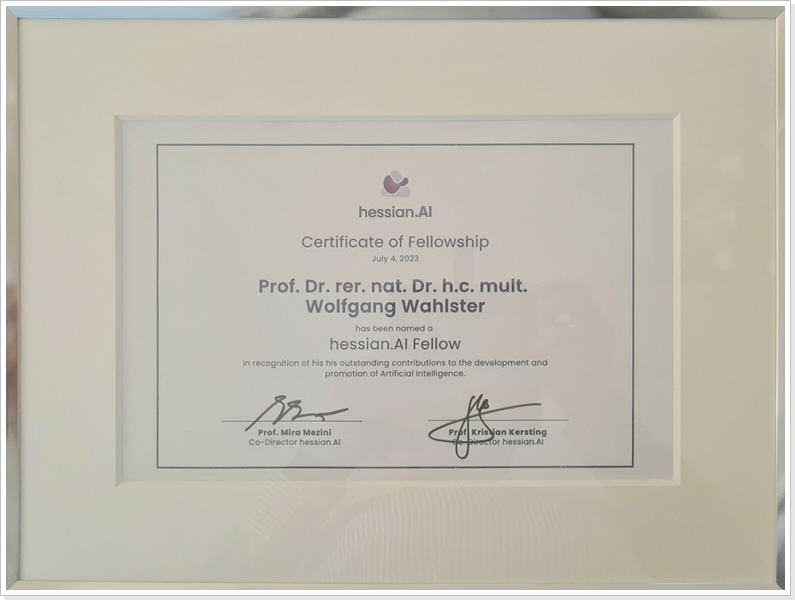 hessian.AI
Certificate of Fellowship
July 4, 2023
Prof. Dr. rer. nat. Dr. h.c. mult.
Wolfgang Wahlster
has been named a
hessian.AI Fellow
in recognition of his his outstanding contributions to the development and
promotion of Artificial Intelligence.
Prof. Mira Mezini
Co-Director hessian.AI
Prof. Kristian Kersting
Co-Director hessian.AI